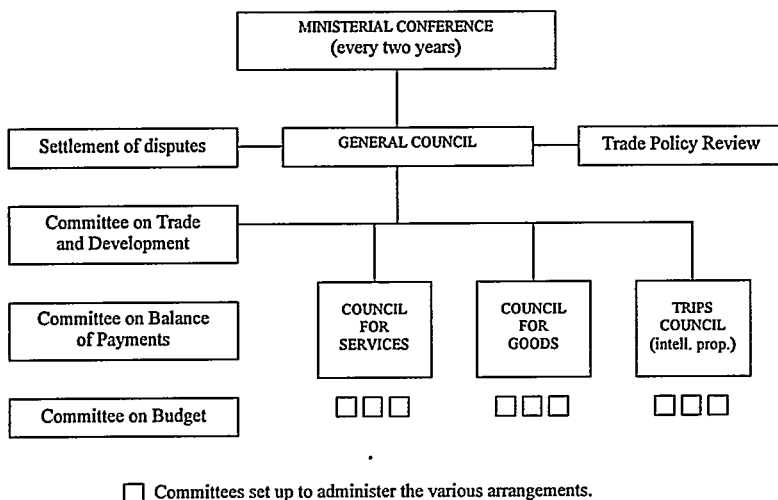 MINISTERIAL CONFERENCE
(every two years)
Settlement of disputes
GENERAL COUNCIL
Trade Policy Review
Committee on Trade
and Development
Committee on Balance
of Payments
COUNCIL
FOR
SERVICES
COUNCIL
FOR
GOODS
TRIPS
COUNCIL
(intell. prop.)
Committee on Budget
Committees set up to administer the various arrangements.